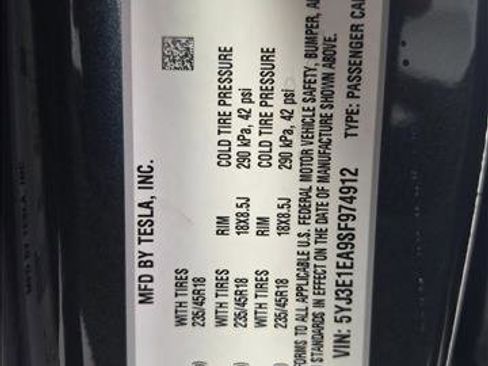 MFD BY TESLA, INC.
WITH TIRES
235/45R18
WITH TIRES RIM COLD TIRE PRESSURE
235/45R18 18X8.5J 290 kPa, 42 psi
WITH TIRES RIM COLD TIRE PRESSURE
235/45R18 18X8.5J 290 kPa, 42 psi
TO ALL APPLICABLE U.S. FEDERAL MOTOR VEHICLE SAFETY, BUMPER,
STANDARDS IN EFFECT ON THE DATE OF MANUFACTURE SHOWN ABOVE.
VIN: 5YJ3E1EA9SF974912 TYPE: PASSENGER